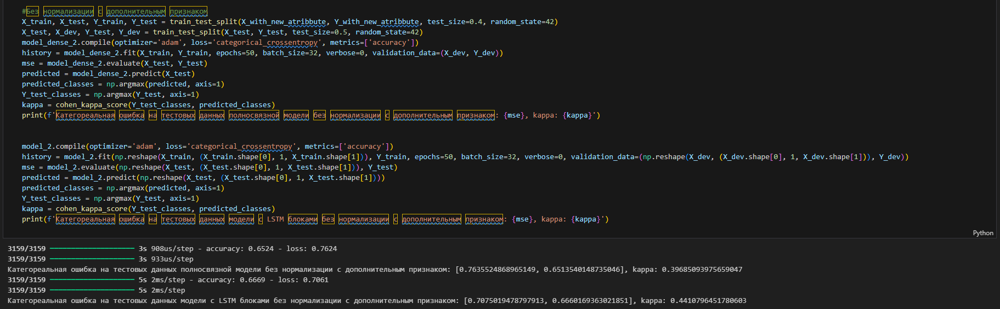 #Без нормализации с дополнительным признаком
X_train, X_test, Y_train, Y_test = train_test_split(X_with_new_atribbute, Y_with_new_atribbute, test_size=0.4, random_state=42)
X_test, X_dev, Y_test, Y_dev = train_test_split(X_test, Y_test, test_size=0.5, random_state=42)
model_dense_2.compile(optimizer='adam', loss='categorical_crossentropy', metrics=['accuracy'])
history = model_dense_2.fit(X_train, Y_train, epochs=50, batch_size=32, verbose=0, validation_data=(X_dev, Y_dev))
mse = model_dense_2.evaluate(X_test, Y_test)
predicted = model_dense_2.predict(X_test)
predicted_classes = np.argmax(predicted, axis=1)
Y_test_classes = np.argmax(Y_test, axis=1)
kappa = cohen_kappa_score(Y_test_classes, predicted_classes)
print(f'Категореальная ошибка на тестовых данных полносвязной модели без нормализации с дополнительным признаком: {mse}, kappa: {kappa}')
model_2.compile(optimizer='adam', loss='categorical_crossentropy', metrics=['accuracy'])
history = model_2.fit(np.reshape(X_train, (X_train.shape[0], 1, X_train.shape[1])), Y_train, epochs=50, batch_size=32, verbose=0, validation_data=(np.reshape(X_dev, (X_dev.shape[0], 1, X_dev.shape[1])), Y_dev))
mse = model_2.evaluate(np.reshape(X_test, (X_test.shape[0], 1, X_test.shape[1])), Y_test)
predicted = model_2.predict(np.reshape(X_test, (X_test.shape[0], 1, X_test.shape[1])))
predicted_classes = np.argmax(predicted, axis=1)
Y_test_classes = np.argmax(Y_test, axis=1)
kappa = cohen_kappa_score(Y_test_classes, predicted_classes)
print(f'Категореальная ошибка на тестовых данных модели с LSTM блоками без нормализации с дополнительным признаком: {mse}, kappa: {kappa}')
Python
3159/3159 ━━━━━━━━━━━━━━━━━━━━ 3s 908us/step - accuracy: 0.6524 - loss: 0.7624
3159/3159 ━━━━━━━━━━━━━━━━━━━━ 3s 933us/step
Категореальная ошибка на тестовых данных полносвязной модели без нормализации с дополнительным признаком: [0.7635524868965149, 0.6513540148735046], kappa: 0.39685093975659047
3159/3159 ━━━━━━━━━━━━━━━━━━━━ 5s 2ms/step - accuracy: 0.6669 - loss: 0.7061
3159/3159 ━━━━━━━━━━━━━━━━━━━━ 5s 2ms/step
Категореальная ошибка на тестовых данных модели с LSTM блоками без нормализации с дополнительным признаком: [0.7075019478797913, 0.6660169363021851], kappa: 0.4410796451780603